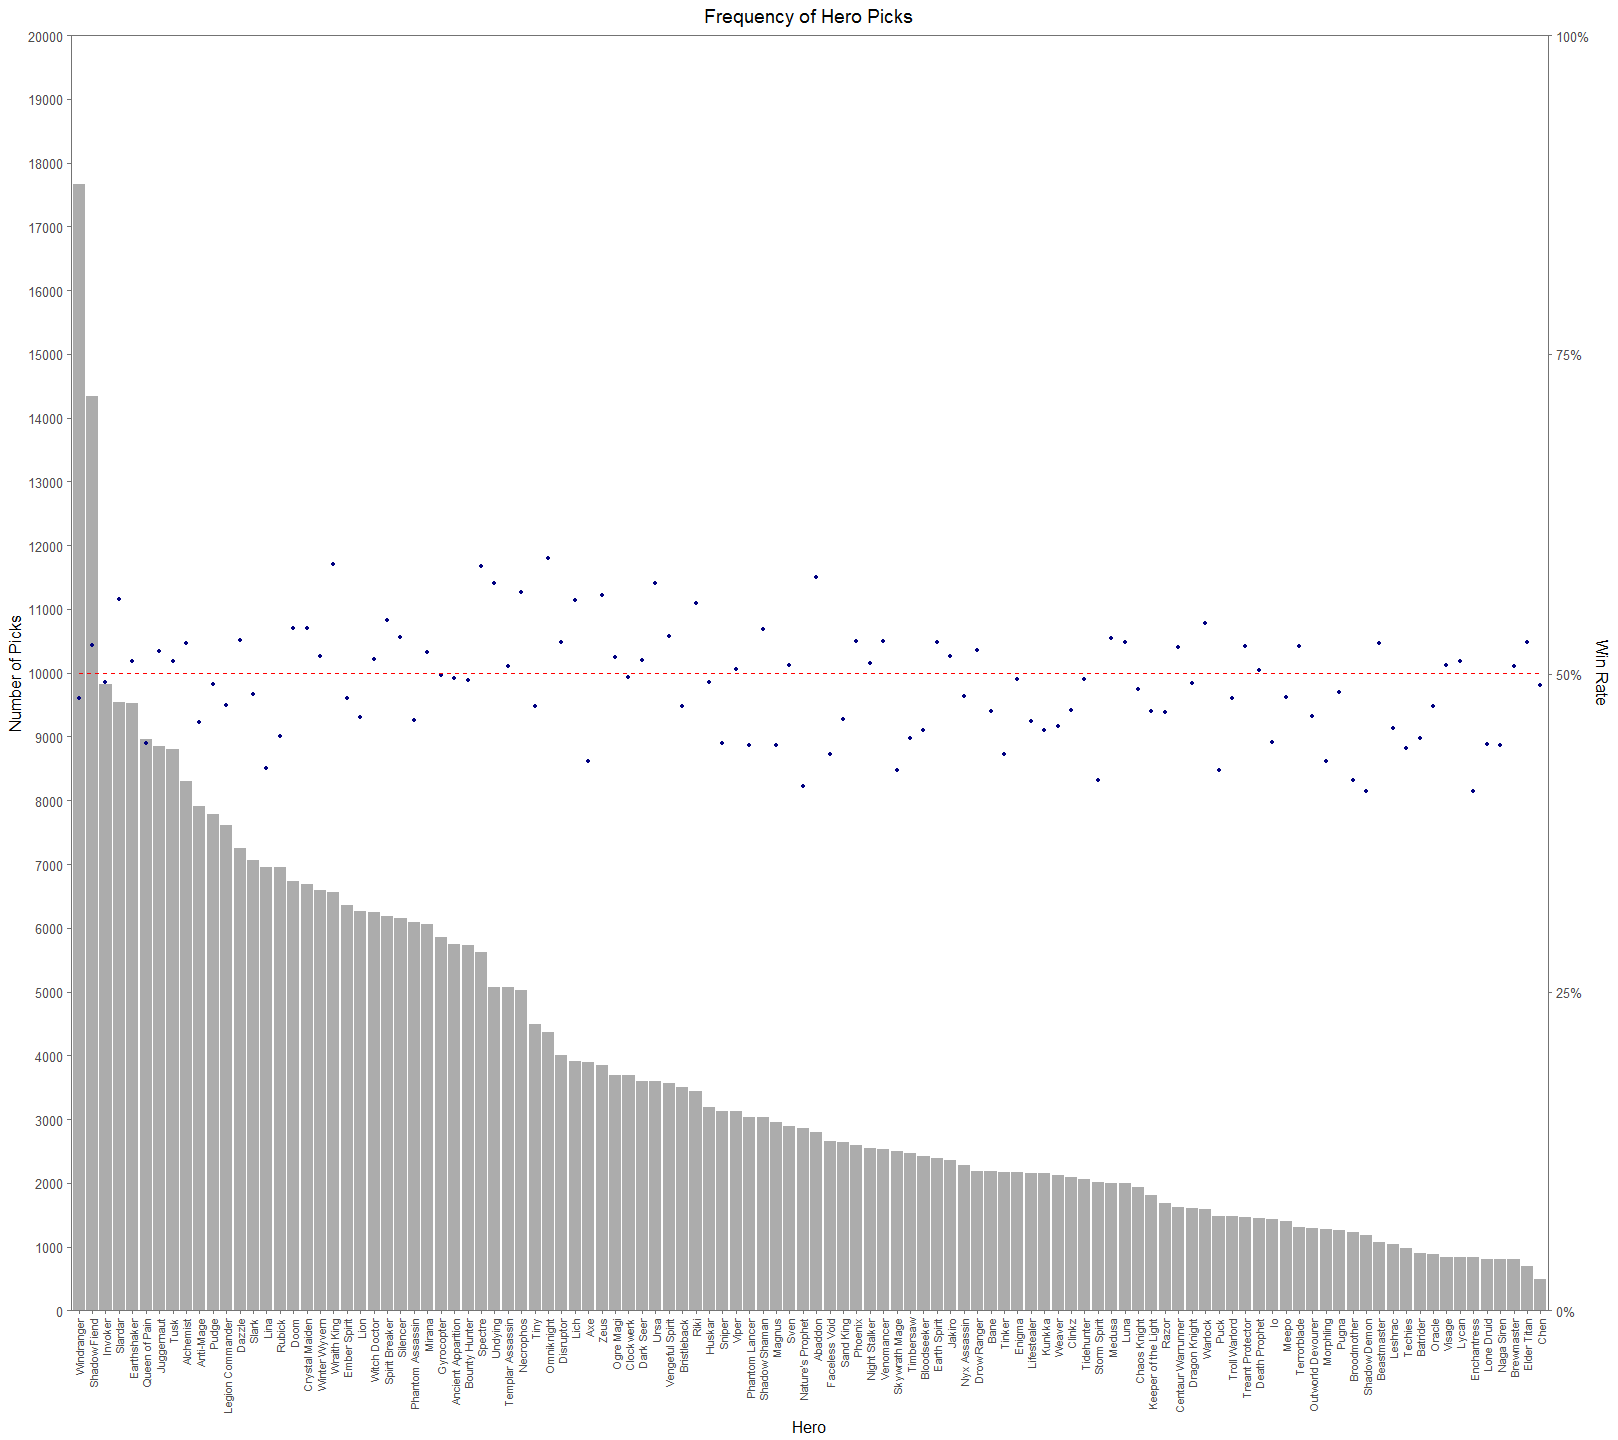 Frequency of Hero Picks
20000
19000
18000
17000
16000
15000
14000
13000
12000
11000
10000
9000
8000
7000
6000
5000
4000
3000
2000
1000
0
Number of Picks
100%
75%
50%
25%
0%
Win Rate
Windranger
Shadow Fiend
Invoker
Slardar
Earthshaker
Queen of Pain
Juggernaut
Tusk
Alchemist
Anti-Mage
Pudge
Legion Commander
Dazzle
Slark
Lina
Rubick
Doom
Crystal Maiden
Winter Wyvern
Wraith King
Ember Spirit
Lion
Witch Doctor
Spirit Breaker
Silencer
Phantom Assassin
Mirana
Gyrocopter
Ancient Apparition
Bounty Hunter
Spectre
Undying
Templar Assassin
Necrophos
Tiny
Omniknight
Disruptor
Lich
Axe
Zeus
Ogre Magi
Clockwerk
Dark Seer
Ursa
Vengeful Spirit
Bristleback
Riki
Huskar
Sniper
Viper
Phantom Lancer
Shadow Shaman
Magnus
Sven
Nature's Prophet
Abaddon
Faceless Void
Sand King
Phoenix
Night Stalker
Venomancer
Skywrath Mage
Timbersaw
Bloodseeker
Earth Spirit
Jakiro
Nyx Assassin
Drow Ranger
Bane
Tinker
Enigma
Lifestealer
Kunkka
Weaver
Clinkz
Tidehunter
Storm Spirit
Medusa
Luna
Chaos Knight
Keeper of the Light
Razor
Centaur Warrunner
Dragon Knight
Warlock
Puck
Troll Warlord
Treant Protector
Death Prophet
Io
Meepo
Terrorblade
Outworld Devourer
Morphling
Pugna
Broodmother
Shadow Demon
Beastmaster
Leshrac
Techies
Batrider
Oracle
Visage
Lycan
Enchantress
Lone Druid
Naga Siren
Brewmaster
Elder Titan
Chen
Hero